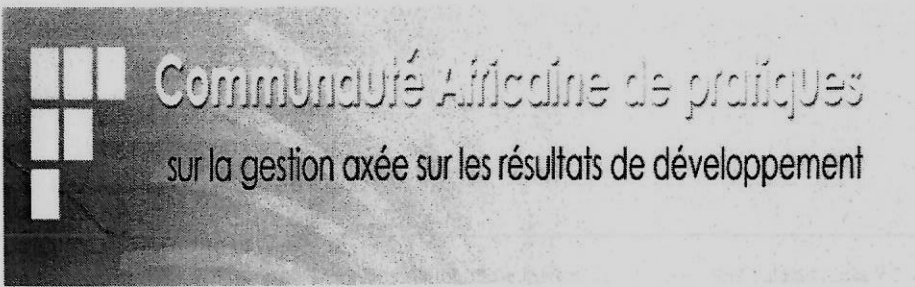 Communauté Africaine de pratiques
sur la gestion axée sur les résultats de développement